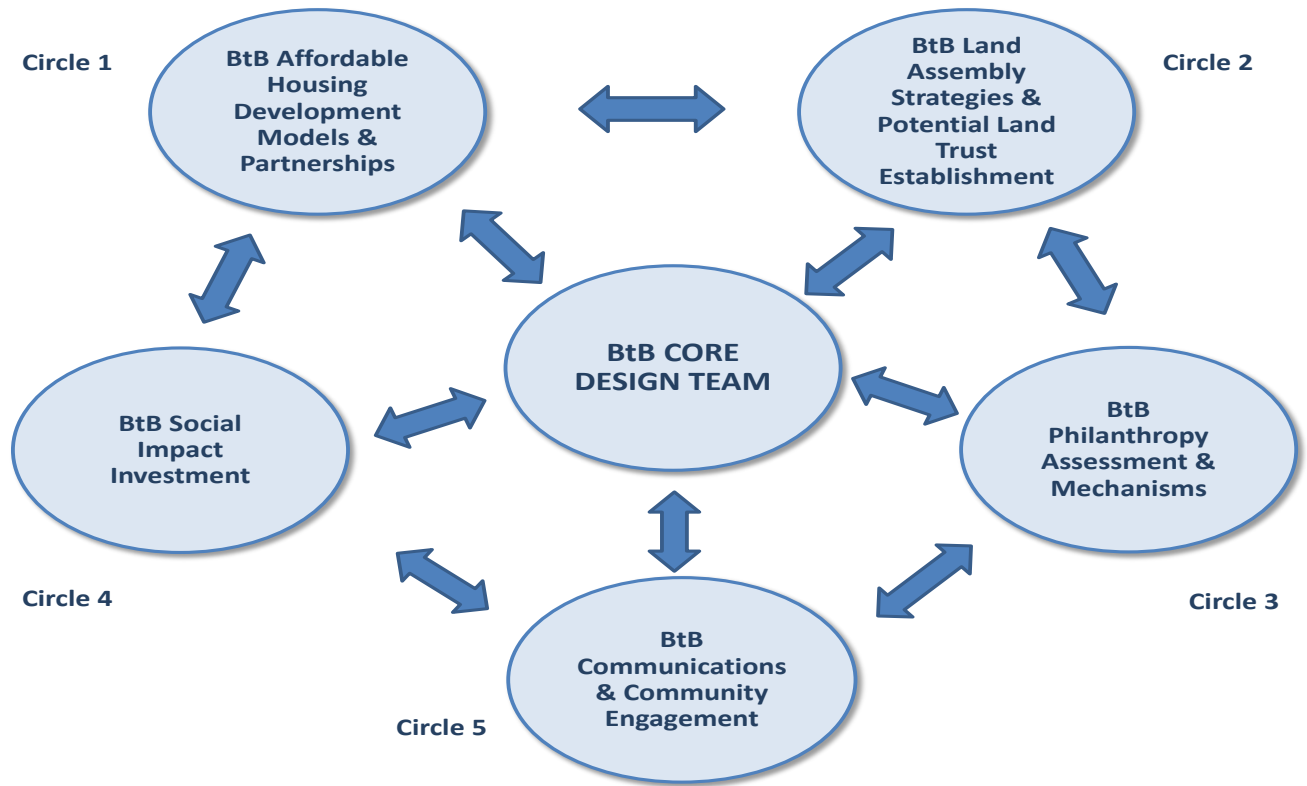 Circle 1
BtB Affordable
Housing
Development
Models &
Partnerships
BtB Land
Assembly
Strategies &
Potential Land
Trust
Establishment
Circle 2
BtB CORE
DESIGN TEAM
BtB Social
Impact
Investment
BtB
Philanthropy
Assessment &
Mechanisms
Circle 4
Circle 3
BtB
Communications
& Community
Engagement
Circle 5